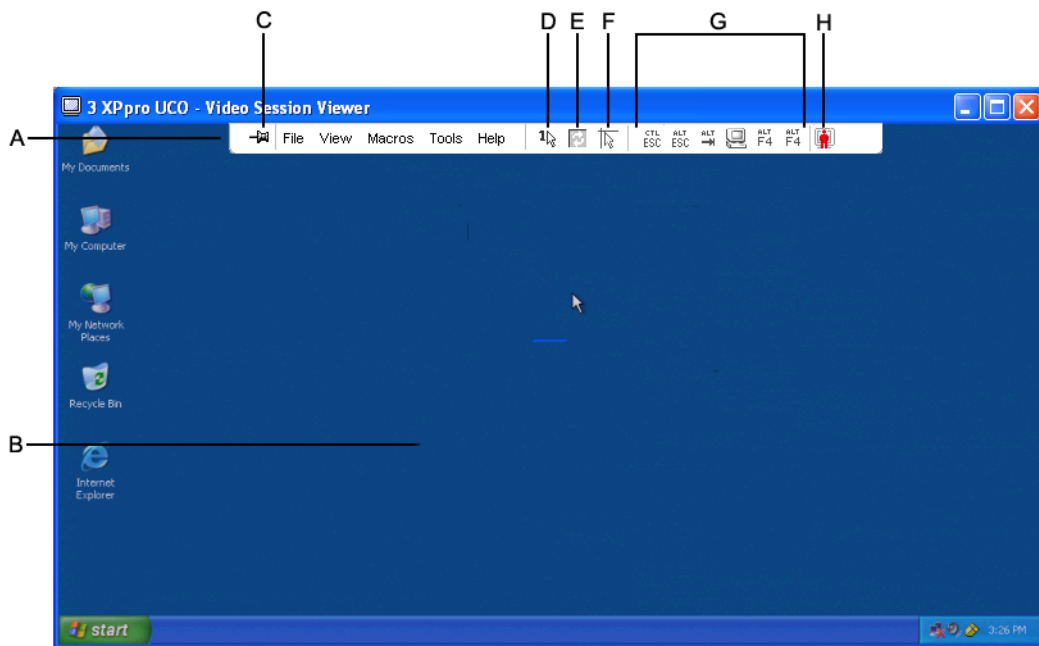 C D E F G H
3 XPpro UCO - Video Session Viewer
A
File View Macros Tools Help 1 CTL ESC ALT ESC ALT ALT F4 ALT F4
My Documents
My Computer
My Network
Places
Recycle Bin
B
Internet
Explorer
start 3:26 PM